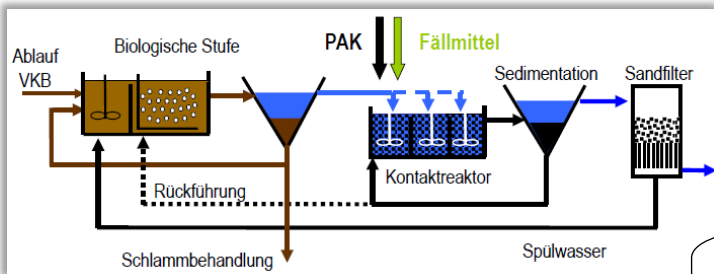 Biologische Stufe
PAK
Fällmittel
Ablauf
VKB
Sedimentation
Sandfilter
Kontaktreaktor
Rückführung
Schlammbehandlung
Spülwasser